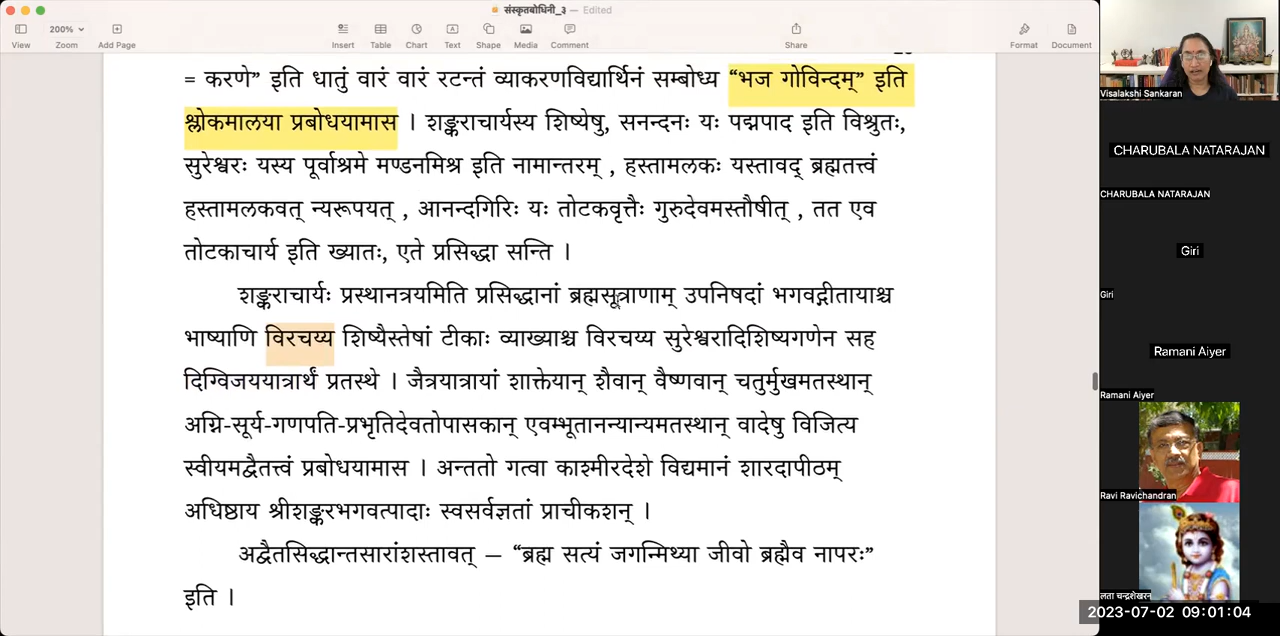 संस्कृतबोधिनी_३ — Edited
200%
View
Zoom
Add Page
Insert
Table
Chart
Text
Shape
Media
Comment
Share
Format
Document
= करणे” इति धातुं वारं वारं रटन्तं व्याकरणविद्यार्थिनं सम्बोध्य “भज गोविन्दम्” इति
श्लोकमालया प्रबोधयामास । शङ्कराचार्यस्य शिष्येषु, सनन्दनः यः पद्मपाद इति विश्रुतः,
सुरेश्वरः यस्य पूर्वाश्रमे मण्डनमिश्र इति नामान्तरम् , हस्तामलकः यस्तावद् ब्रह्मतत्त्वं
हस्तामलकवत् न्यरूपयत् , आनन्दगिरिः यः तोटकवृत्तैः गुरुदेवमस्तौषीत् , तत एव
तोटकाचार्य इति ख्यातः, एते प्रसिद्धा सन्ति ।
शङ्कराचार्यः प्रस्थानत्रयमिति प्रसिद्धानां ब्रह्मसूत्राणाम् उपनिषदां भगवद्गीतायाश्च
भाष्याणि विरचय्य शिष्यैस्तेषां टीकाः व्याख्याश्च विरचय्य सुरेश्वरादिशिष्यगणेन सह
दिग्विजययात्रार्थं प्रतस्थे । जैत्रयात्रायां शाक्तेयान् शैवान् वैष्णवान् चतुर्मुखमतस्थान्
अग्नि-सूर्य-गणपति-प्रभृतिदेवतोपासकान् एवम्भूतानन्यान्यमतस्थान् वादेषु विजित्य
स्वीयमद्वैतत्त्वं प्रबोधयामास । अन्ततो गत्वा काश्मीरदेशे विद्यमानं शारदापीठम्
अधिष्ठाय श्रीशङ्करभगवत्पादाः स्वसर्वज्ञतां प्राचीकशन् ।
अद्वैतसिद्धान्तसारांशस्तावत् — “ब्रह्म सत्यं जगन्मिथ्या जीवो ब्रह्मैव नापरः”
इति ।
Visalakshi Sankaran
CHARUBALA NATARAJAN
CHARUBALA NATARAJAN
Giri
Giri
Ramani Aiyer
Ramani Aiyer
Ravi Ravichandran
लता चन्द्रशेखरन
2023-07-02 09:01:04